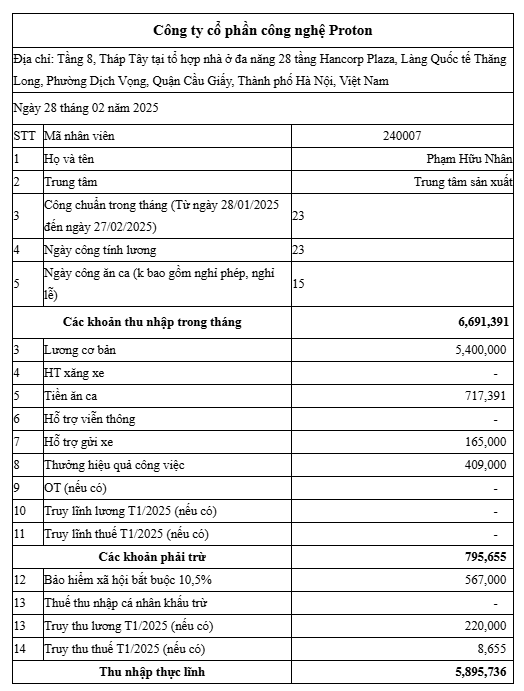 Công ty cổ phần công nghệ Proton
Địa chỉ: Tầng 8, Tháp Tây tại tổ hợp nhà ở đa năng 28 tầng Hancorp Plaza, Làng Quốc tế Thăng
Long, Phường Dịch Vọng, Quận Cầu Giấy, Thành phố Hà Nội, Việt Nam
Ngày 28 tháng 02 năm 2025
STT Mã nhân viên 240007
1 Họ và tên Phạm Hữu Nhân
2 Trung tâm Trung tâm sản xuất
3 Công chuẩn trong tháng (Từ ngày 28/01/2025 23
đến ngày 27/02/2025)
4 Ngày công tính lương 23
5 Ngày công ăn ca (k bao gồm nghỉ phép, nghỉ 15
lễ)
Các khoản thu nhập trong tháng 6,691,391
3 Lương cơ bản 5,400,000
4 HT xăng xe -
5 Tiền ăn ca 717,391
6 Hỗ trợ viễn thông -
7 Hỗ trợ gửi xe 165,000
8 Thưởng hiệu quả công việc 409,000
9 OT (nếu có) -
10 Truy lĩnh lương T1/2025 (nếu có) -
11 Truy lĩnh thuế T1/2025 (nếu có) -
Các khoản phải trừ 795,655
12 Bảo hiểm xã hội bắt buộc 10,5% 567,000
13 Thuế thu nhập cá nhân khấu trừ -
13 Truy thu lương T1/2025 (nếu có) 220,000
14 Truy thu thuế T1/2025 (nếu có) 8,655
Thu nhập thực lĩnh 5,895,736